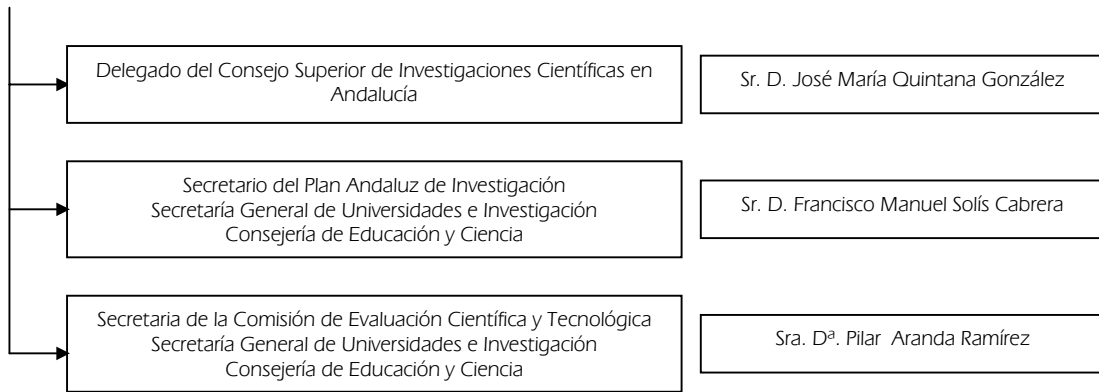 Delegado del Consejo Superior de Investigaciones Científicas en
Andalucía
Sr. D. José María Quintana González
Secretario del Plan Andaluz de Investigación
Secretaría General de Universidades e Investigación
Consejería de Educación y Ciencia
Sr. D. Francisco Manuel Solís Cabrera
Secretaria de la Comisión de Evaluación Científica y Tecnológica
Secretaría General de Universidades e Investigación
Consejería de Educación y Ciencia
Sra. Dª. Pilar Aranda Ramírez